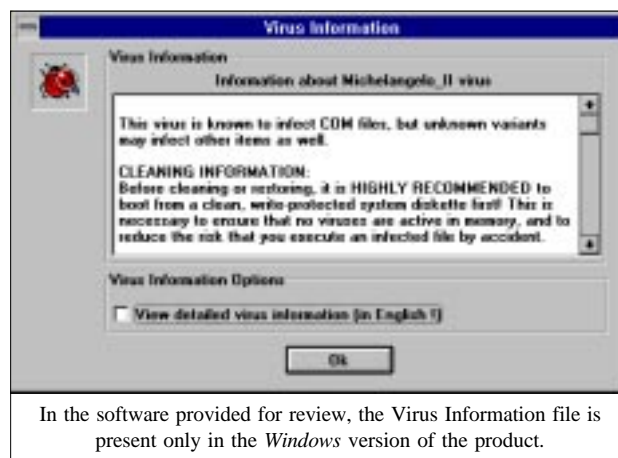 Virus Information
Virus Information
Information about Michelangelo_II virus
This virus is known to infect COM files, but unknown variants
may infect other items as well.
CLEANING INFORMATION:
Before cleaning or restoring, it is HIGHLY RECOMMENDED to
boot from a clean, write-protected system diskette first! This is
necessary to ensure that no viruses are active in memory, and to
reduce the risk that you execute an infected file by accident.
Virus Information Options
View detailed virus information (in English !)
Ok
In the software provided for review, the Virus Information file is
present only in the Windows version of the product.